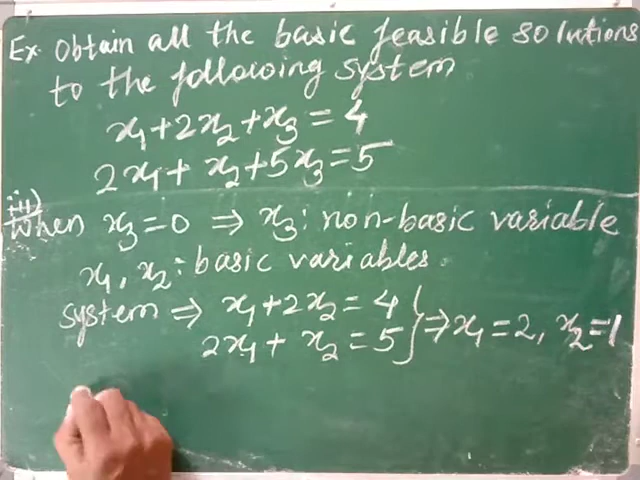 Ex. Obtain all the basic feasible solutions
to the following system
x₁+2x₂+x₃=4
2x₁+x₂+5x₃=5
iii)
When x₃=0 ⇒ x₃: non-basic variable
x₁, x₂: basic variables.
system ⇒ x₁+2x₂=4
2x₁+x₂=5 } ⇒ x₁=2, x₂=1